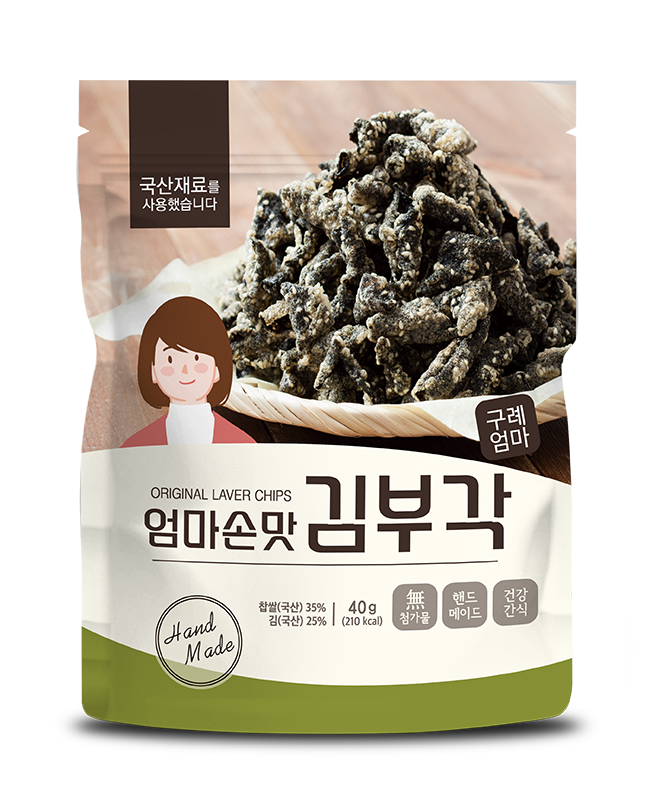 국산재료를
사용했습니다
구례
엄마
ORIGINAL LAVER CHIPS
엄마손맛 김부각
찹쌀(국산) 35%
김(국산) 25%
40g
(210 kcal)
無
첨가물
핸드
메이드
건강
간식
Hand
Made